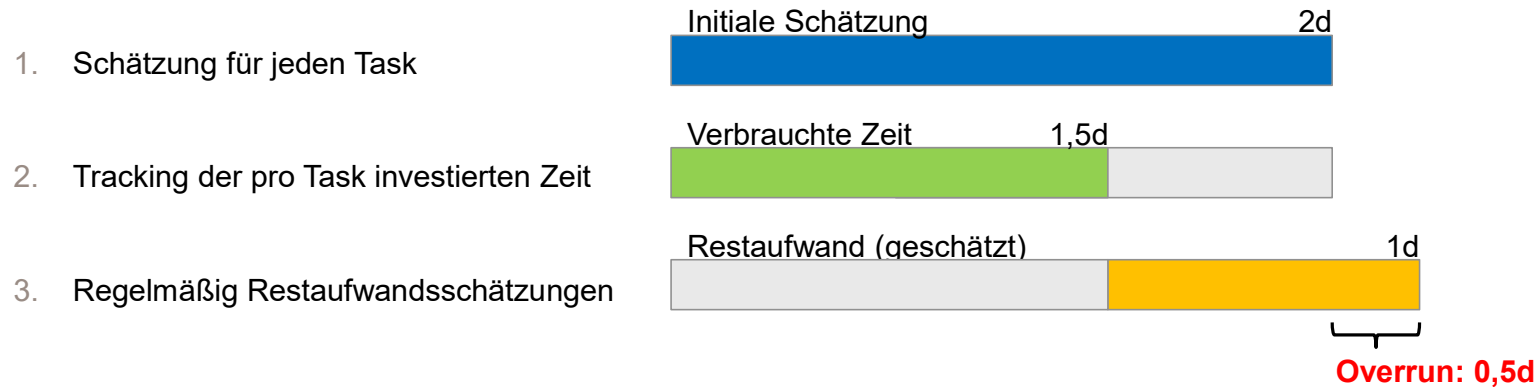 Initiale Schätzung 2d
1. Schätzung für jeden Task
Verbrauchte Zeit 1,5d
2. Tracking der pro Task investierten Zeit
Restaufwand (geschätzt) 1d
3. Regelmäßig Restaufwandsschätzungen
Overrun: 0,5d